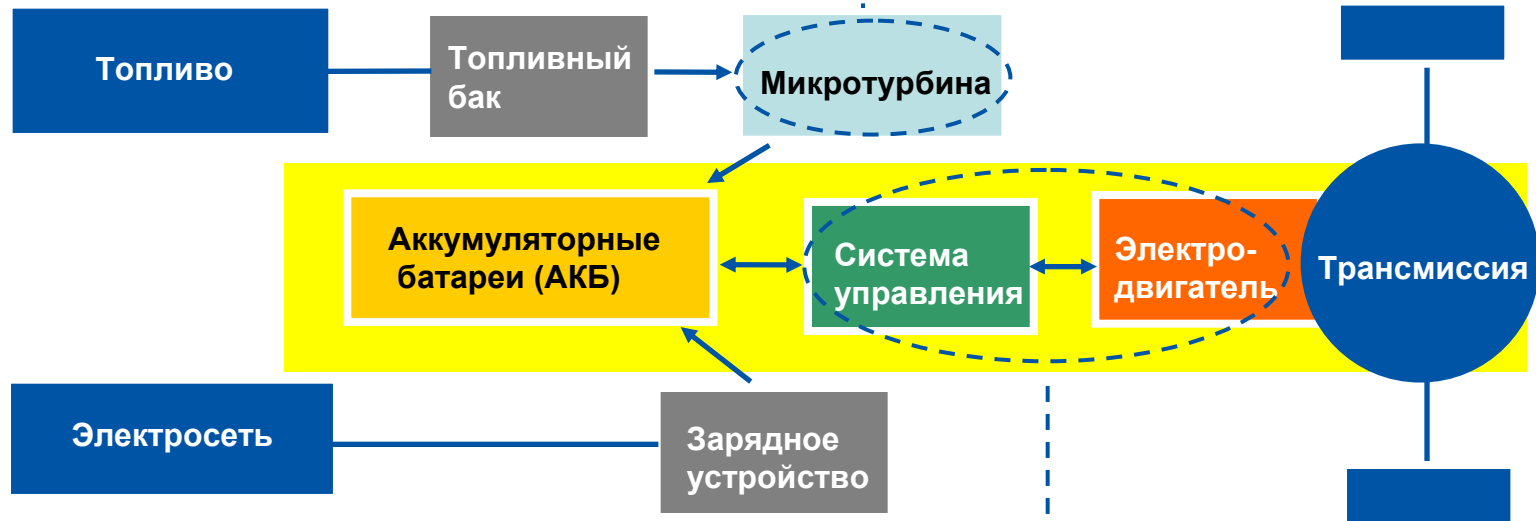 Топливо
Топливный
бак
Микротурбина
Аккумуляторные
батареи (АКБ)
Система
управления
Электро-
двигатель
Трансмиссия
Электросеть
Зарядное
устройство